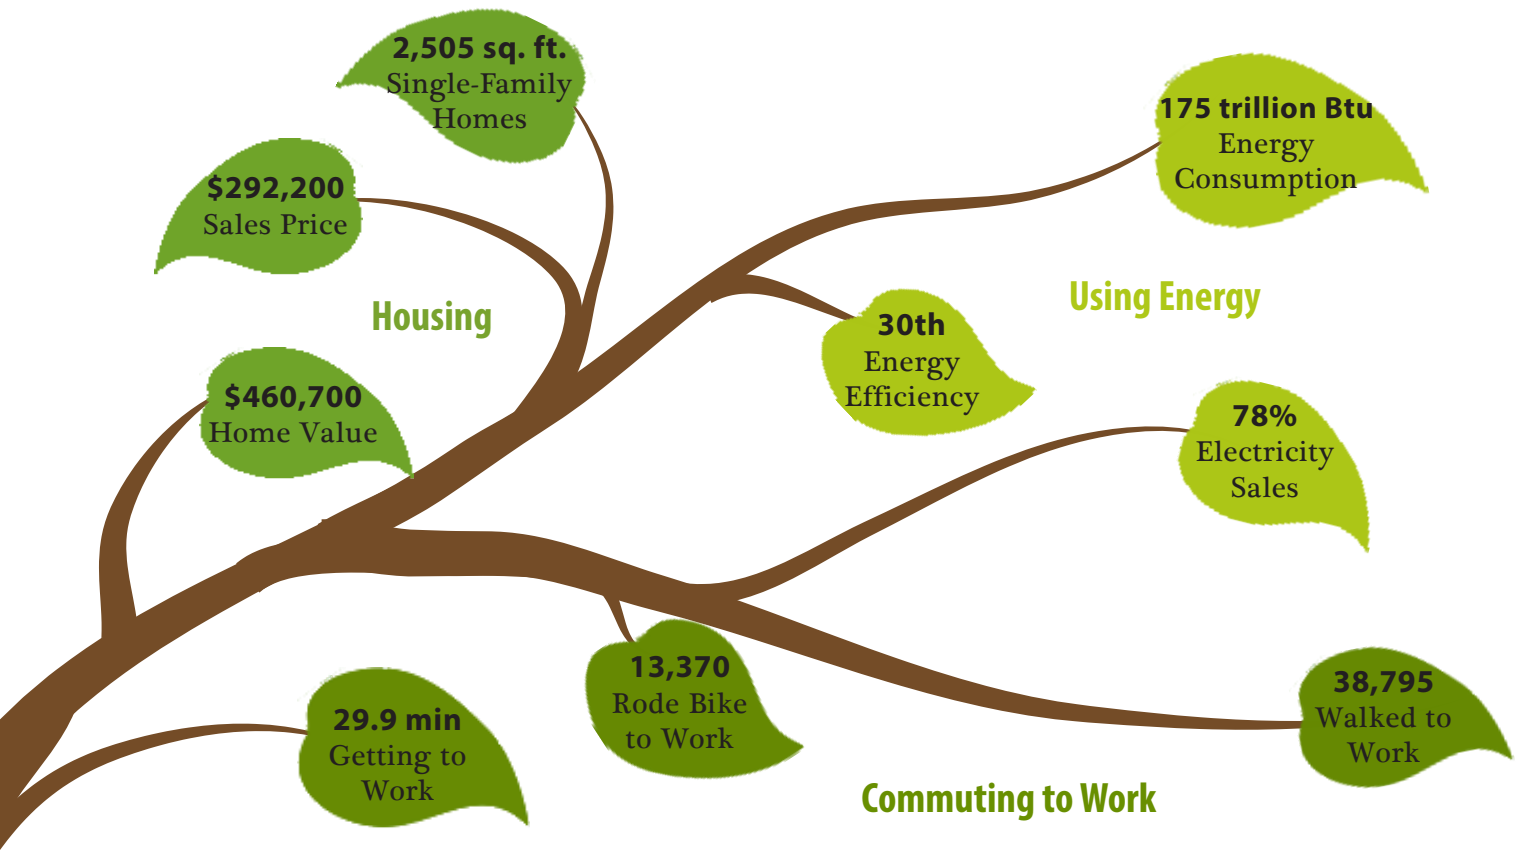 2,505 sq. ft.
Single-Family
Homes
$292,200
Sales Price
Housing
$460,700
Home Value
175 trillion Btu
Energy
Consumption
Using Energy
30th
Energy
Efficiency
78%
Electricity
Sales
29.9 min
Getting to
Work
13,370
Rode Bike
to Work
38,795
Walked to
Work
Commuting to Work